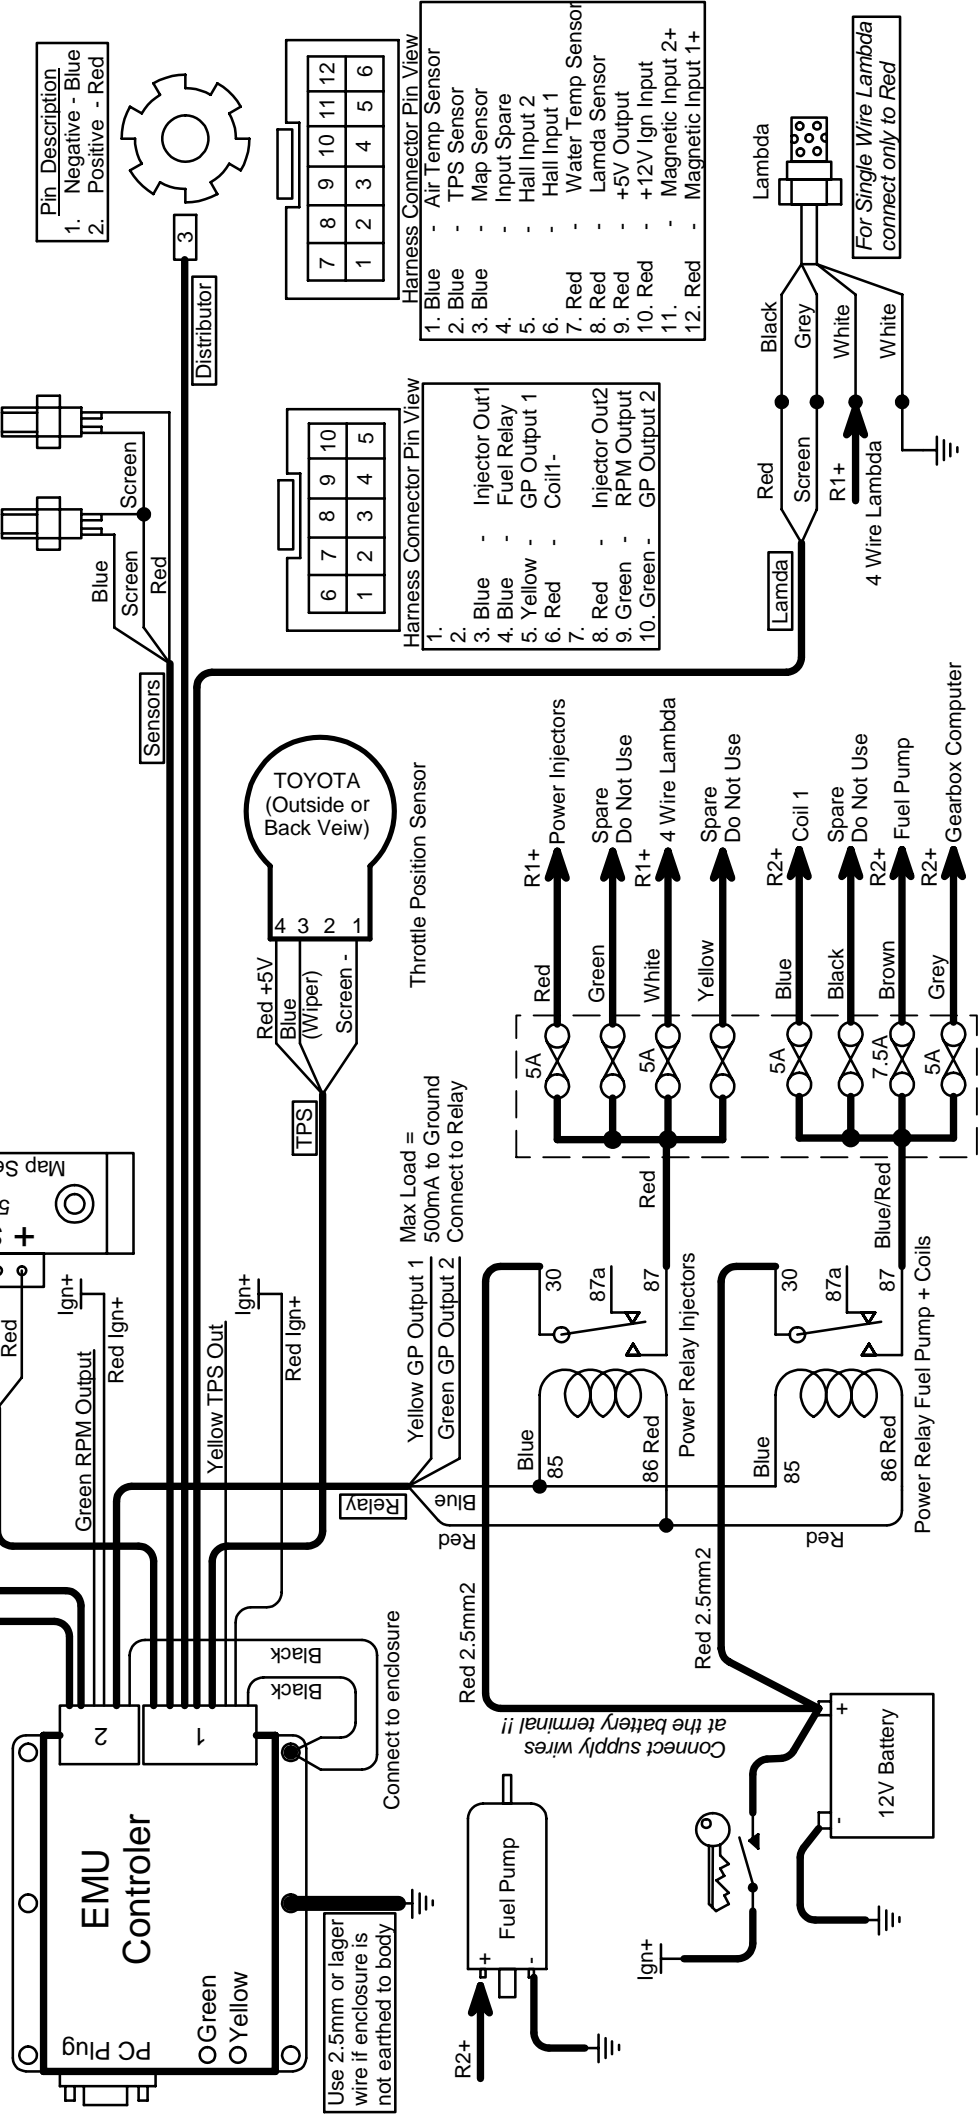 Pin Description
1. Negative - Blue
2. Positive - Red
3
Distributor
Screen
Blue
Screen
Red
Sensors
7 8 9 10 11 12
1 2 3 4 5 6
Harness Connector Pin View
1. Blue - Air Temp Sensor
2. Blue - TPS Sensor
3. Blue - Map Sensor
4. - Input Spare
5. - Hall Input 2
6. - Hall Input 1
7. Red - Water Temp Sensor
8. Red - Lamda Sensor
9. Red - +5V Output
10. Red - +12V Ign Input
11. - Magnetic Input 2+
12. Red - Magnetic Input 1+
6 7 8 9 10
1 2 3 4 5
Harness Connector Pin View
1.
2.
3. Blue - Injector Out1
4. Blue - Fuel Relay
5. Yellow - GP Output 1
6. Red - Coil1-
7.
8. Red - Injector Out2
9. Green - RPM Output
10. Green - GP Output 2
Lambda
For Single Wire Lambda
connect only to Red
Black
Grey
White
White
Red
Screen
R1+
4 Wire Lambda
Lamda
TOYOTA
(Outside or
Back Veiw)
4
3
2
1
Red +5V
Blue
(Wiper)
Screen -
Throttle Position Sensor
TPS
Map Se
5
+
Red
Ign+
Green RPM Output
Red Ign+
Yellow TPS Out
Ign+
Red Ign+
Relay
Blue
Red
Yellow GP Output 1
Green GP Output 2
Max Load =
500mA to Ground
Connect to Relay
Red
5A
Red
R1+
Power Injectors
Green
Spare
Do Not Use
5A
White
R1+
4 Wire Lambda
Yellow
Spare
Do Not Use
Blue/Red
5A
Blue
R2+
Coil 1
Black
Spare
Do Not Use
7.5A
Brown
R2+
Fuel Pump
5A
Grey
R2+
Gearbox Computer
30
87a
87
Blue
85
86 Red
Power Relay Injectors
30
87a
87
Blue
85
86 Red
Red
Power Relay Fuel Pump + Coils
Red 2.5mm2
Red 2.5mm2
Connect supply wires
at the battery terminal !!
EMU
Controler
PC Plug
Green
Yellow
2
1
Black
Black
Connect to enclosure
Use 2.5mm or lager
wire if enclosure is
not earthed to body
Fuel Pump
+
-
R2+
Ign+
12V Battery
+
-